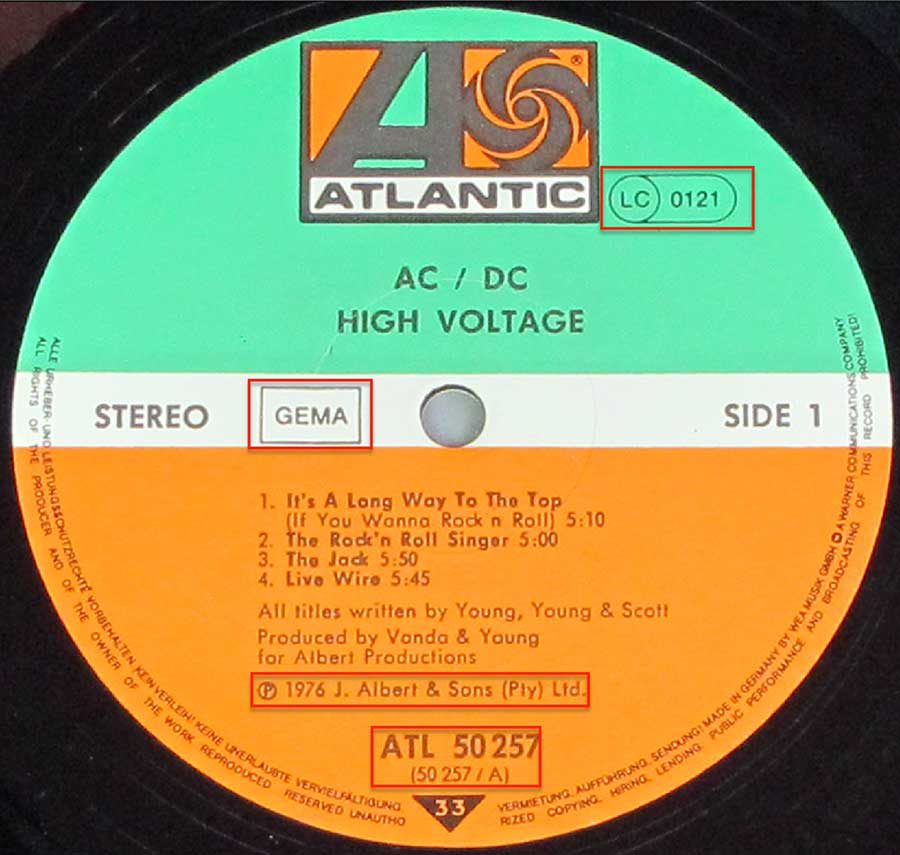 ATLANTIC
®
LC 0121
AC / DC
HIGH VOLTAGE
STEREO
GEMA
SIDE 1
1. It's A Long Way To The Top
(If You Wanna Rock n Roll) 5:10
2. The Rock'n Roll Singer 5:00
3. The Jack 5:50
4. Live Wire 5:45
All titles written by Young, Young & Scott
Produced by Vanda & Young
for Albert Productions
℗ 1976 J. Albert & Sons (Pty) Ltd.
ATL 50 257
(50 257 / A)
33
ALLE URHEBER- UND LEISTUNGSSCHUTZRECHTE VORBEHALTEN KEIN VERLEIH! KEINE UNERLAUBTE VERVIELFÄLTIGUNG
VERMIETUNG, AUFFÜHRUNG, SENDUNG! MADE IN GERMANY BY WEA MUSIK GMBH A WARNER COMMUNICATIONS COMPANY
ALL RIGHTS OF THE PRODUCER AND OF THE OWNER OF THE WORK REPRODUCED RESERVED UNAUTHO
RIZED COPYING, HIRING, LENDING, PUBLIC PERFORMANCE AND BROADCASTING OF THIS RECORD PROHIBITED!